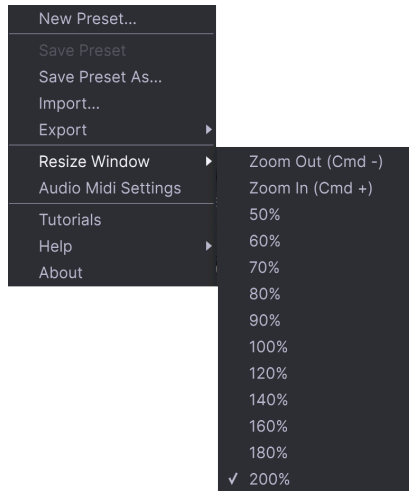 New Preset...
Save Preset
Save Preset As...
Import...
Export
Resize Window
Audio Midi Settings
Tutorials
Help
About
Zoom Out (Cmd -)
Zoom In (Cmd +)
50%
60%
70%
80%
90%
100%
120%
140%
160%
180%
200%